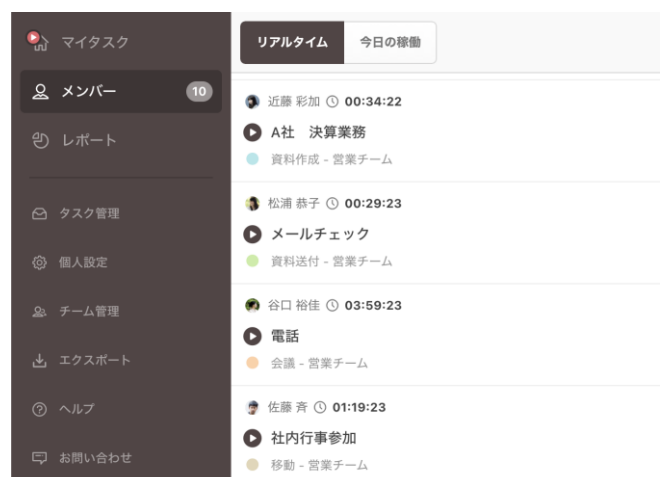 マイタスク
メンバー 10
レポート
タスク管理
個人設定
チーム管理
エクスポート
ヘルプ
お問い合わせ
リアルタイム 今日の稼働
近藤 彩加 00:34:22
A社　決算業務
資料作成 - 営業チーム
松浦 恭子 00:29:23
メールチェック
資料送付 - 営業チーム
谷口 裕佳 03:59:23
電話
会議 - 営業チーム
佐藤 斉 01:19:23
社内行事参加
移動 - 営業チーム